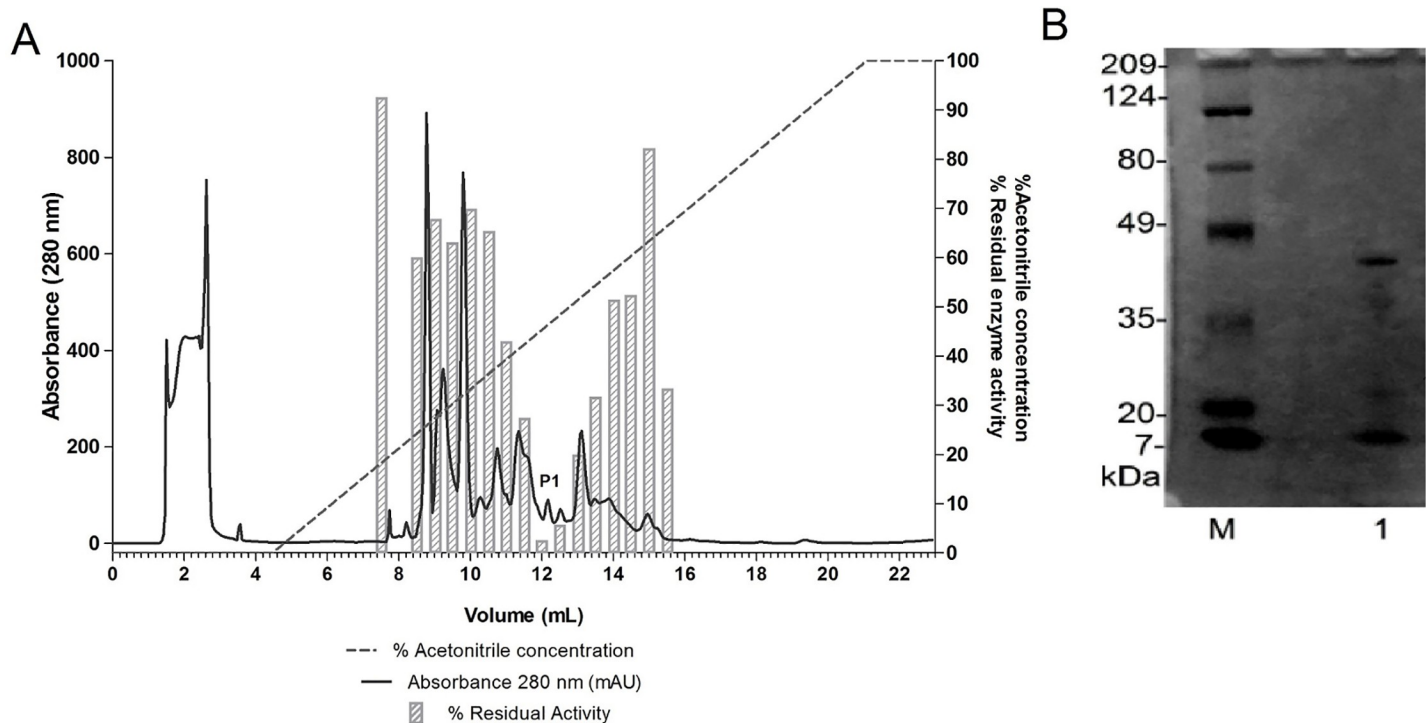 A
1000
800
600
400
200
0
Absorbance (280 nm)
P1
100
90
80
70
60
50
40
30
20
10
0
%Acetonitrile concentration
% Residual enzyme activity
0 2 4 6 8 10 12 14 16 18 20 22
Volume (mL)
% Acetonitrile concentration
Absorbance 280 nm (mAU)
% Residual Activity
B
209-
124-
80-
49-
35-
20-
7-
kDa
M 1